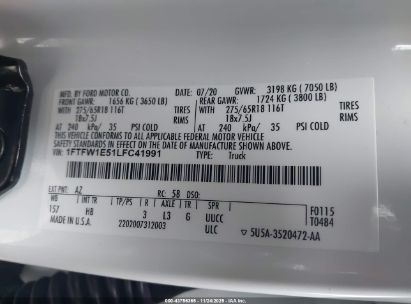 MFD. BY FORD MOTOR CO. 07/20 GVWR: 3198 KG ( 7050 LB)
FRONT GAWR: 1656 KG ( 3650 LB) REAR GAWR: 1724 KG ( 3800 LB)
WITH 275/65R18 116T TIRES WITH 275/65R18 116T TIRES
18x7.5J RIMS 18x7.5J RIMS
AT 240 kPa/ 35 PSI COLD AT 240 kPa/ 35 PSI COLD
THIS VEHICLE CONFORMS TO ALL APPLICABLE FEDERAL MOTOR VEHICLE
SAFETY STANDARDS IN EFFECT ON THE DATE OF MANUFACTURE SHOWN ABOVE.
VIN: 1FTFW1E51LFC41991 TYPE: Truck
EXT PNT: AZ RC: 58 DSO:
WB INT TR TP/PS R AXLE TR SPR
157 HB 3 L3 G UUCC F0115
MADE IN U.S.A. 2202007312003 ULC T0484
5U5A-3520472-AA